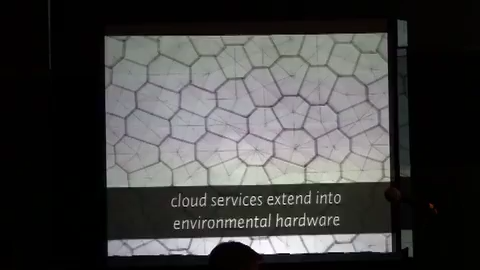 cloud services extend into
environmental hardware